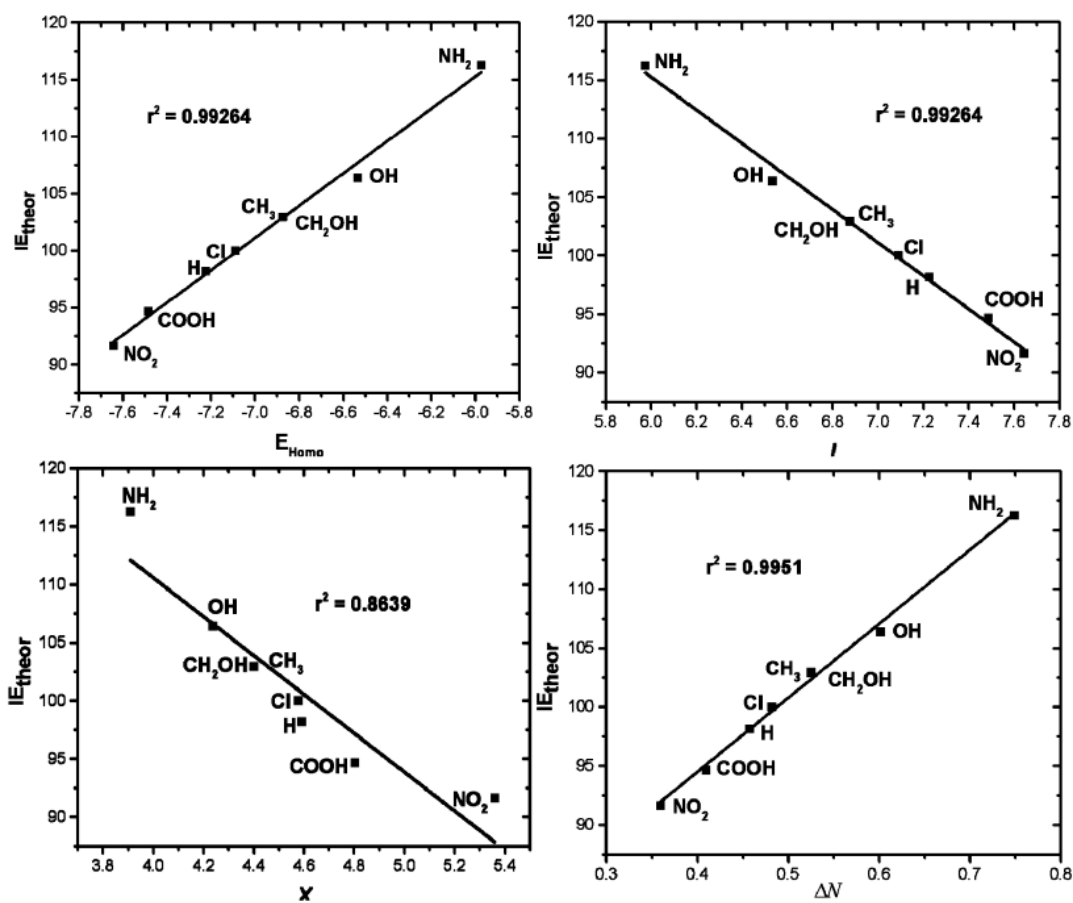 120
115
110
105
100
95
90
IE_theor
NH₂
r² = 0.99264
OH
CH₃
CH₂OH
Cl
H
COOH
NO₂
-7.8 -7.6 -7.4 -7.2 -7.0 -6.8 -6.6 -6.4 -6.2 -6.0 -5.8
E_Homo
120
115
110
105
100
95
90
IE_theor
NH₂
r² = 0.99264
OH
CH₃
CH₂OH
Cl
H
COOH
NO₂
5.8 6.0 6.2 6.4 6.6 6.8 7.0 7.2 7.4 7.6 7.8
I
120
115
110
105
100
95
90
IE_theor
NH₂
OH
r² = 0.8639
CH₂OH CH₃
Cl
H
COOH
NO₂
3.8 4.0 4.2 4.4 4.6 4.8 5.0 5.2 5.4
χ
120
115
110
105
100
95
90
IE_theor
NH₂
r² = 0.9951
OH
CH₃
CH₂OH
Cl
H
COOH
NO₂
0.3 0.4 0.5 0.6 0.7 0.8
ΔN